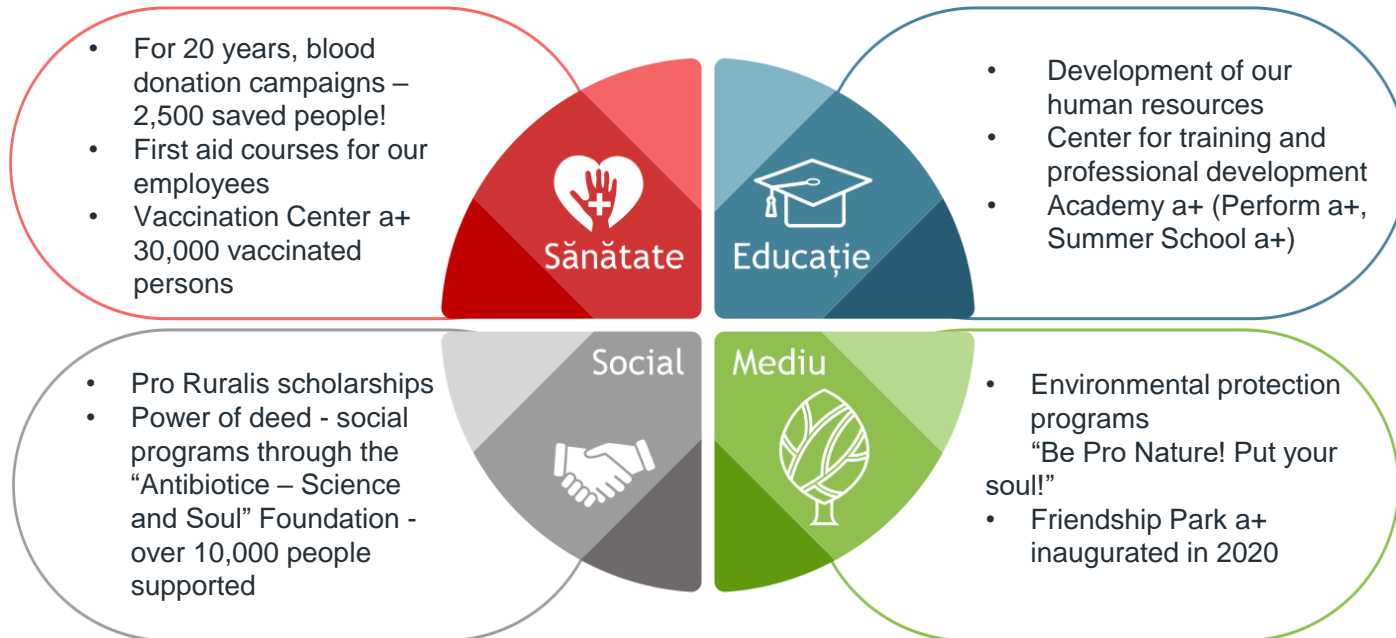 • For 20 years, blood
donation campaigns –
2,500 saved people!
• First aid courses for our
employees
• Vaccination Center a+
30,000 vaccinated
persons
Sănătate
Educație
• Development of our
human resources
• Center for training and
professional development
• Academy a+ (Perform a+,
Summer School a+)
• Pro Ruralis scholarships
• Power of deed - social
programs through the
“Antibiotice – Science
and Soul” Foundation -
over 10,000 people
supported
Social
Mediu
• Environmental protection
programs
“Be Pro Nature! Put your
soul!”
• Friendship Park a+
inaugurated in 2020